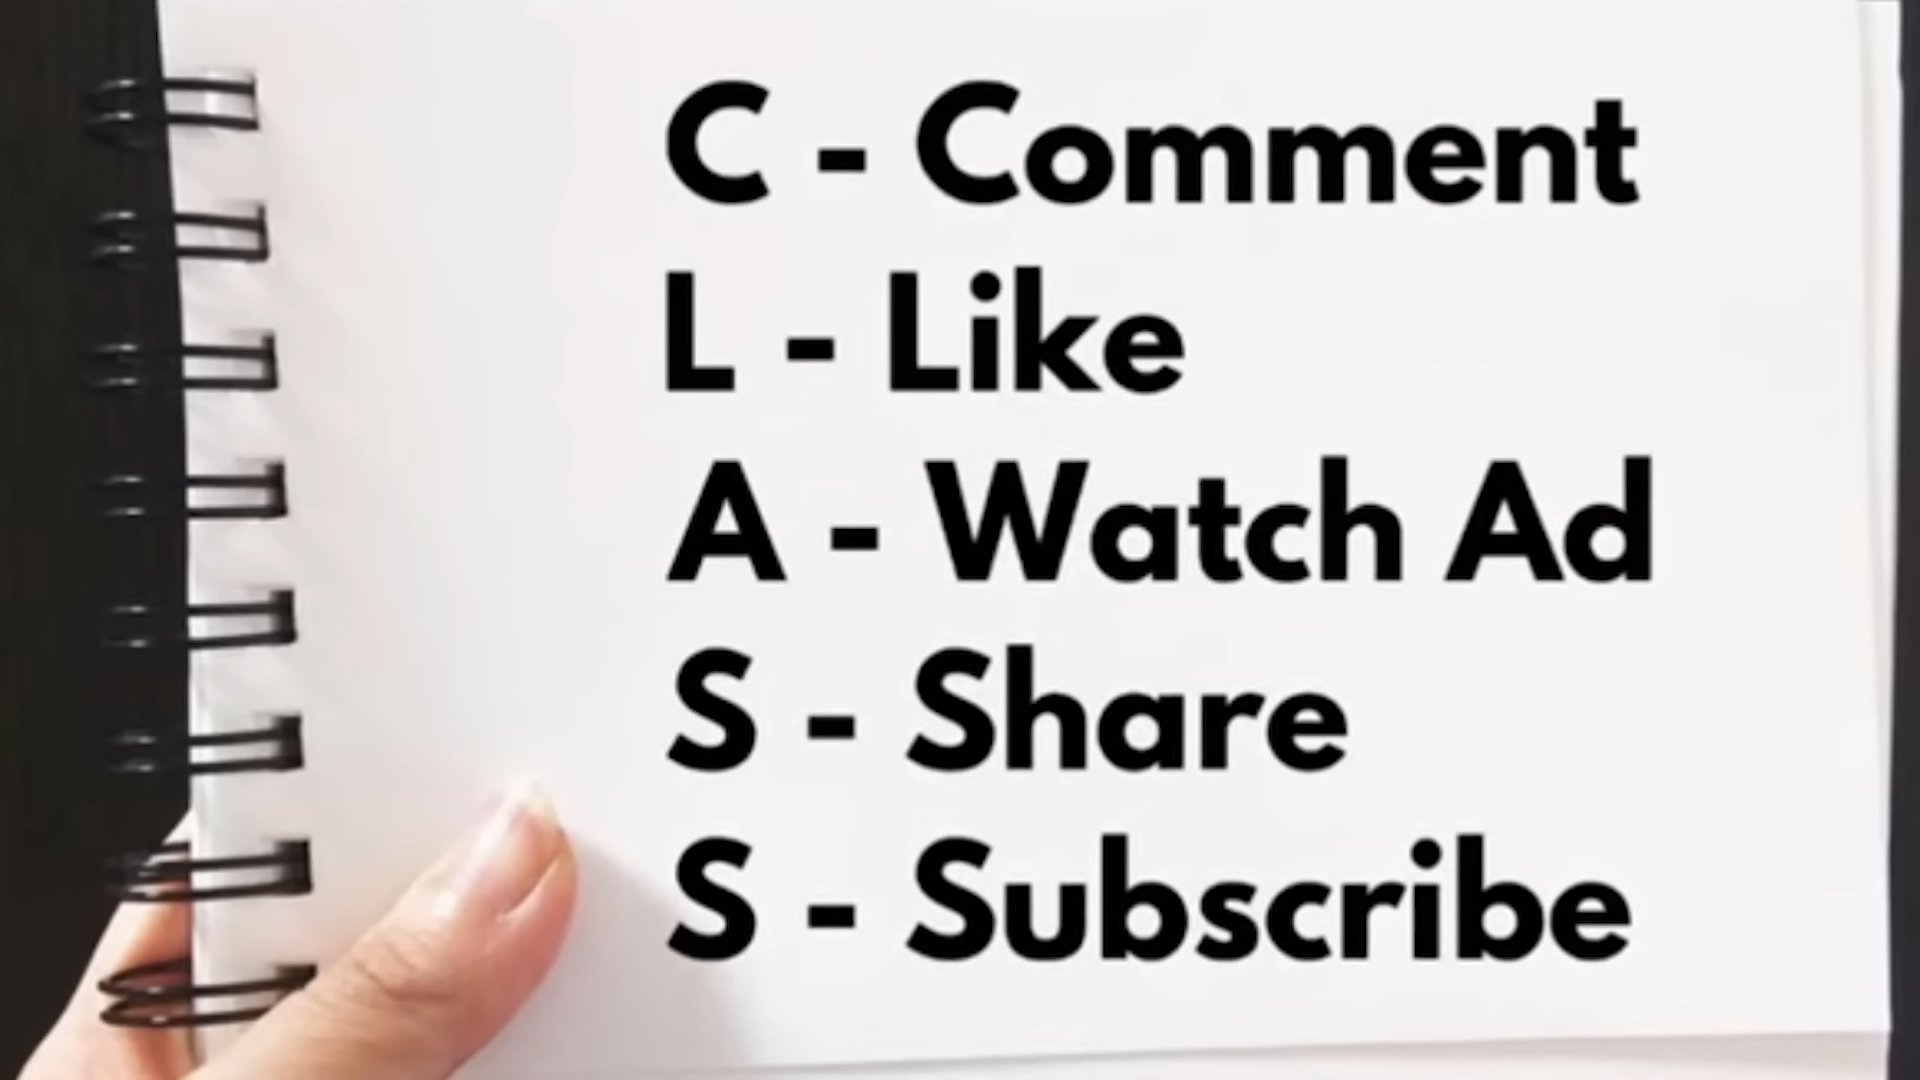 C - Comment
L - Like
A - Watch Ad
S - Share
S - Subscribe